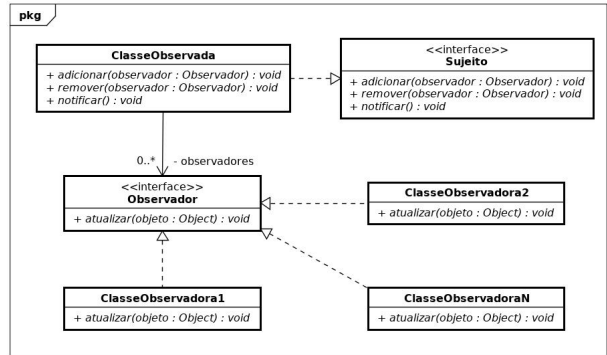 pkg
ClasseObservada
+ adicionar(observador : Observador) : void
+ remover(observador : Observador) : void
+ notificar() : void
<<interface>>
Sujeito
+ adicionar(observador : Observador) : void
+ remover(observador : Observador) : void
+ notificar() : void
0..* - observadores
<<interface>>
Observador
+ atualizar(objeto : Object) : void
ClasseObservadora2
+ atualizar(objeto : Object) : void
ClasseObservadora1
+ atualizar(objeto : Object) : void
ClasseObservadoraN
+ atualizar(objeto : Object) : void